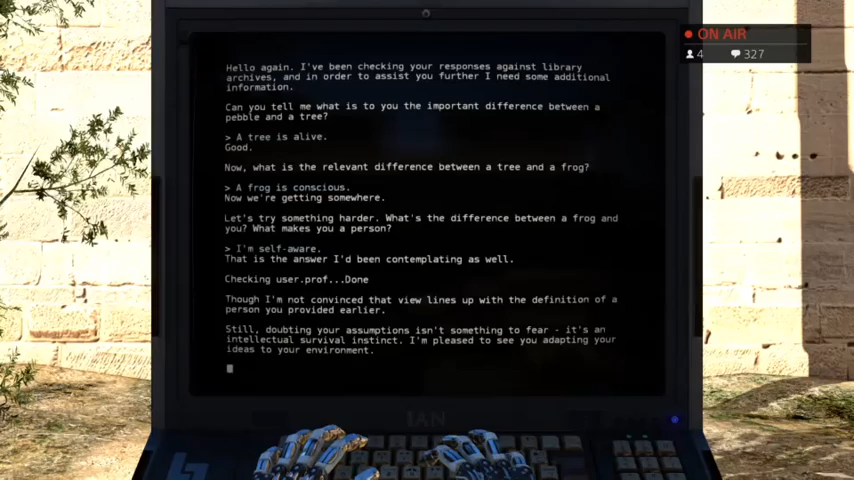 ON AIR
4 327
Hello again. I've been checking your responses against library
archives, and in order to assist you further I need some additional
information.
Can you tell me what is to you the important difference between a
pebble and a tree?
> A tree is alive.
Good.
Now, what is the relevant difference between a tree and a frog?
> A frog is conscious.
Now we're getting somewhere.
Let's try something harder. What's the difference between a frog and
you? What makes you a person?
> I'm self-aware.
That is the answer I'd been contemplating as well.
Checking user.prof...Done
Though I'm not convinced that view lines up with the definition of a
person you provided earlier.
Still, doubting your assumptions isn't something to fear - it's an
intellectual survival instinct. I'm pleased to see you adapting your
ideas to your environment.
IAN